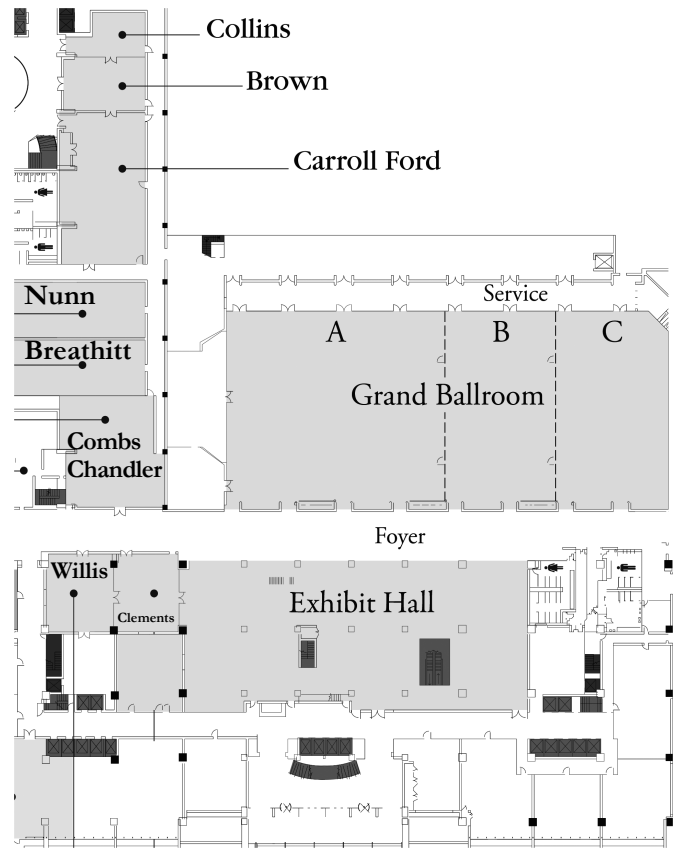 Collins
Brown
Carroll Ford
Nunn
Service
Breathitt
A
B
C
Grand Ballroom
Combs
Chandler
Foyer
Willis
Exhibit Hall
Clements